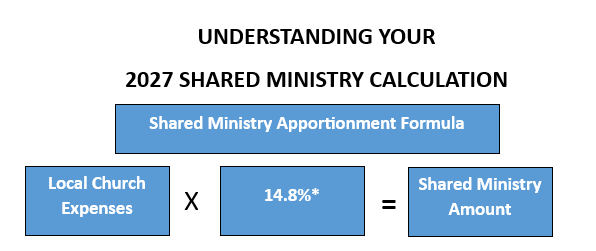 UNDERSTANDING YOUR
2027 SHARED MINISTRY CALCULATION
Shared Ministry Apportionment Formula
Local Church
Expenses
X
14.8%*
=
Shared Ministry
Amount